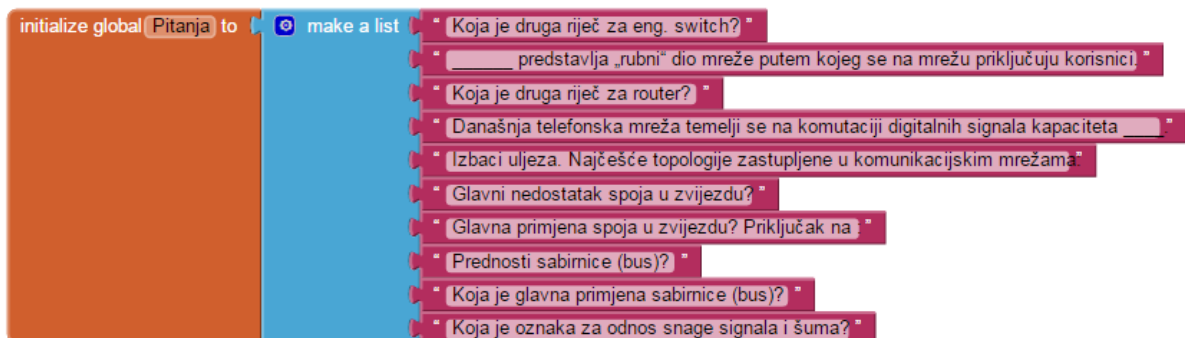 initialize global Pitanja to make a list " Koja je druga riječ za eng. switch? "
" ______ predstavlja „rubni“ dio mreže putem kojeg se na mrežu priključuju korisnici. "
" Koja je druga riječ za router? "
" Današnja telefonska mreža temelji se na komutaciji digitalnih signala kapaciteta ____. "
" Izbaci uljeza. Najčešće topologije zastupljene u komunikacijskim mrežama: "
" Glavni nedostatak spoja u zvijezdu? "
" Glavna primjena spoja u zvijezdu? Priključak na : "
" Prednosti sabirnice (bus)? "
" Koja je glavna primjena sabirnice (bus)? "
" Koja je oznaka za odnos snage signala i šuma? "